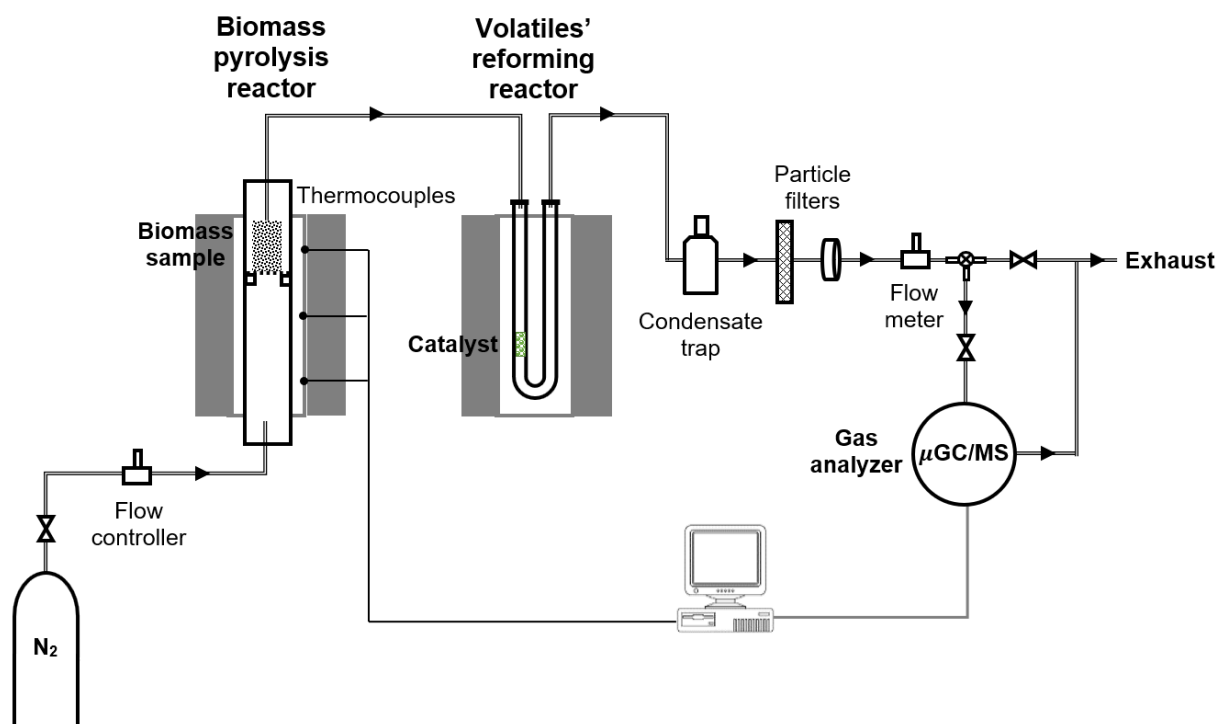 Biomass
pyrolysis
reactor
Volatiles’
reforming
reactor
Thermocouples
Biomass
sample
Catalyst
Particle
filters
Condensate
trap
Flow
meter
Exhaust
Gas
analyzer
μGC/MS
Flow
controller
N₂